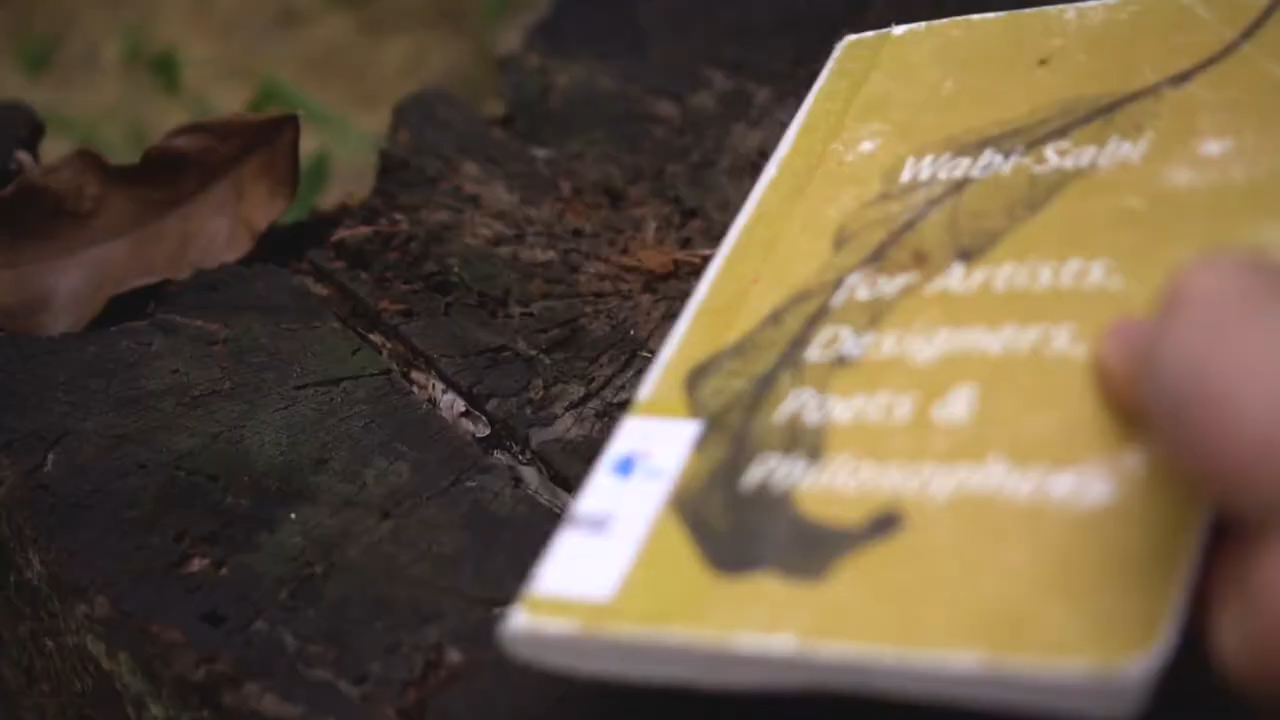 Wabi-Sabi
for Artists,
Designers,
Poets &
Philosophers